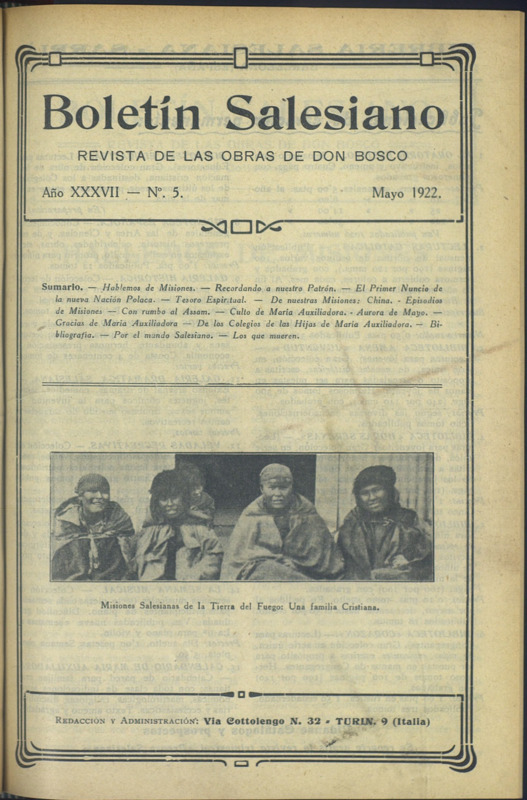 Boletín Salesiano
REVISTA DE LAS OBRAS DE DON BOSCO
Año XXXVII — Nº. 5.
Mayo 1922.
Sumario. — Hablemos de Misiones. — Recordando a nuestro Patrón. — El Primer Nuncio de
la nueva Nación Polaca. — Tesoro Espiritual. — De nuestras Misiones: China. - Episodios
de Misiones — Con rumbo al Assam. — Culto de María Auxiliadora. - Aurora de Mayo. —
Gracias de María Auxiliadora — De los Colegios de las Hijas de María Auxiliadora. — Bi-
bliografía. — Por el mundo Salesiano. — Los que mueren.
Misiones Salesianas de la Tierra del Fuego: Una familia Cristiana.
REDACCIÓN Y ADMINISTRACIÓN: Via Cottolengo N. 32 - TURIN, 9 (Italia)